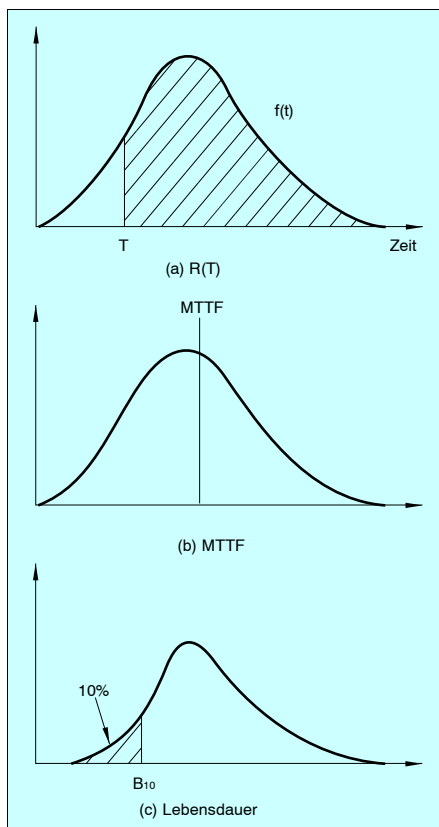 f(t)
T
Zeit
(a) R(T)
MTTF
(b) MTTF
10%
B₁₀
(c) Lebensdauer